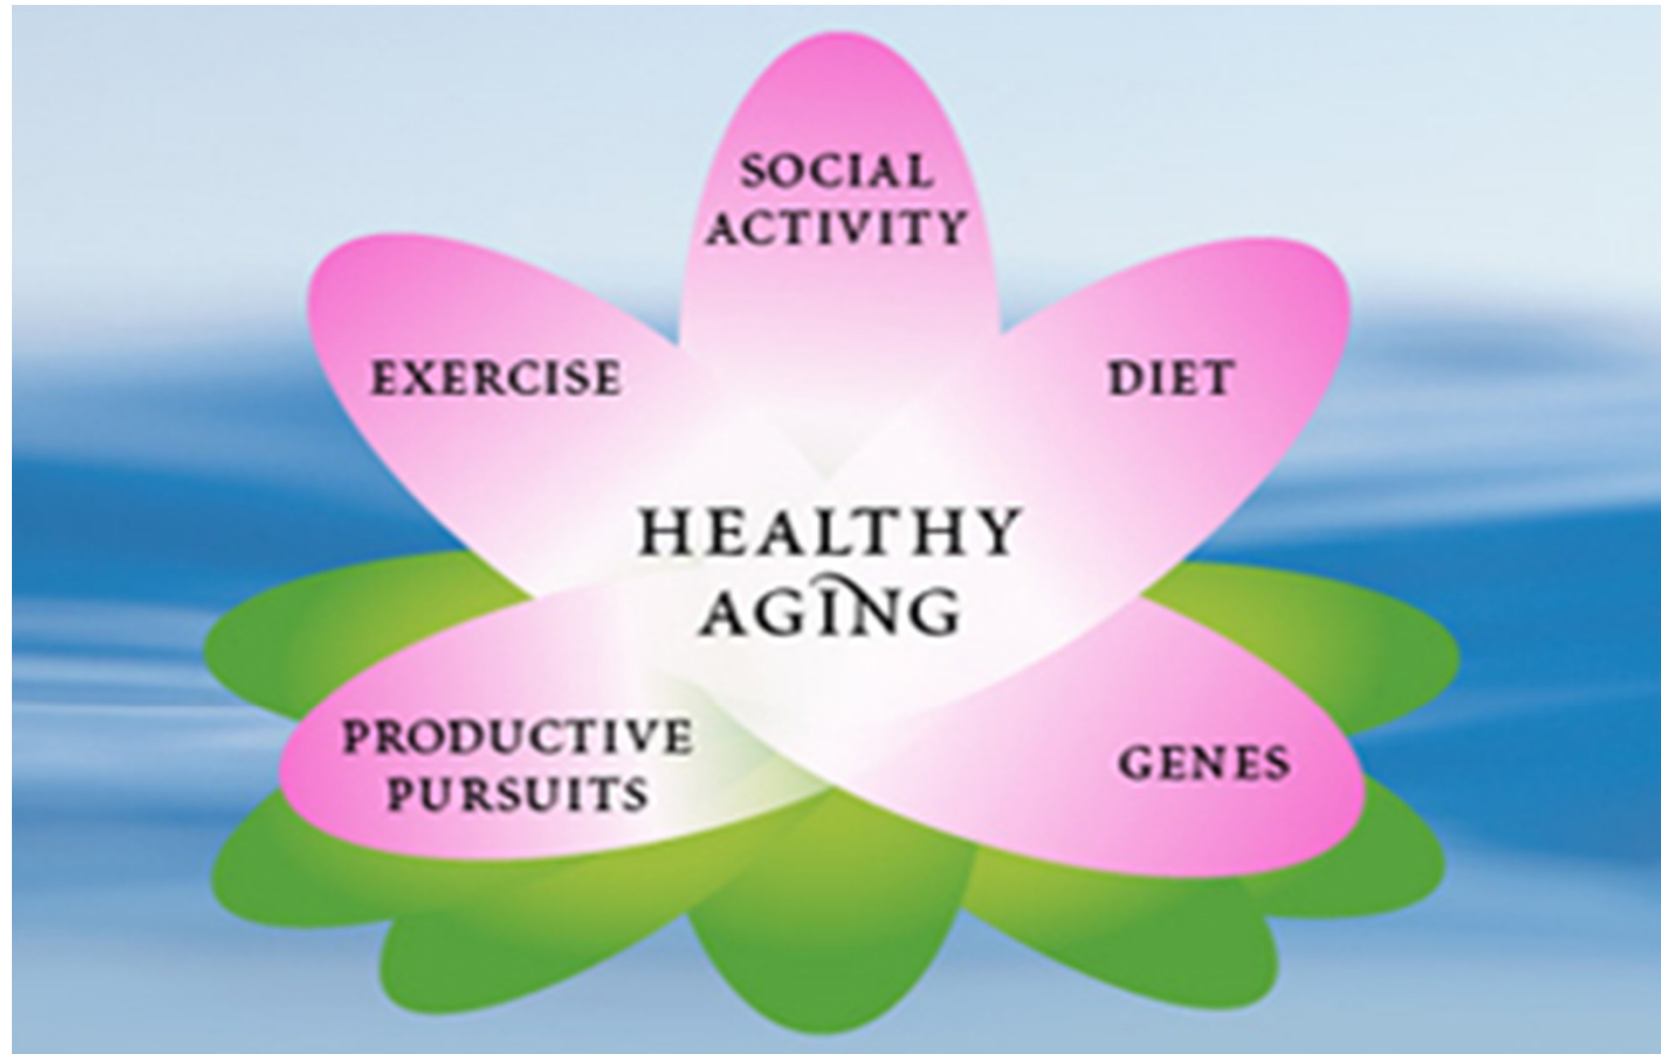 SOCIAL
ACTIVITY
EXERCISE
DIET
HEALTHY
AGING
PRODUCTIVE
PURSUITS
GENES